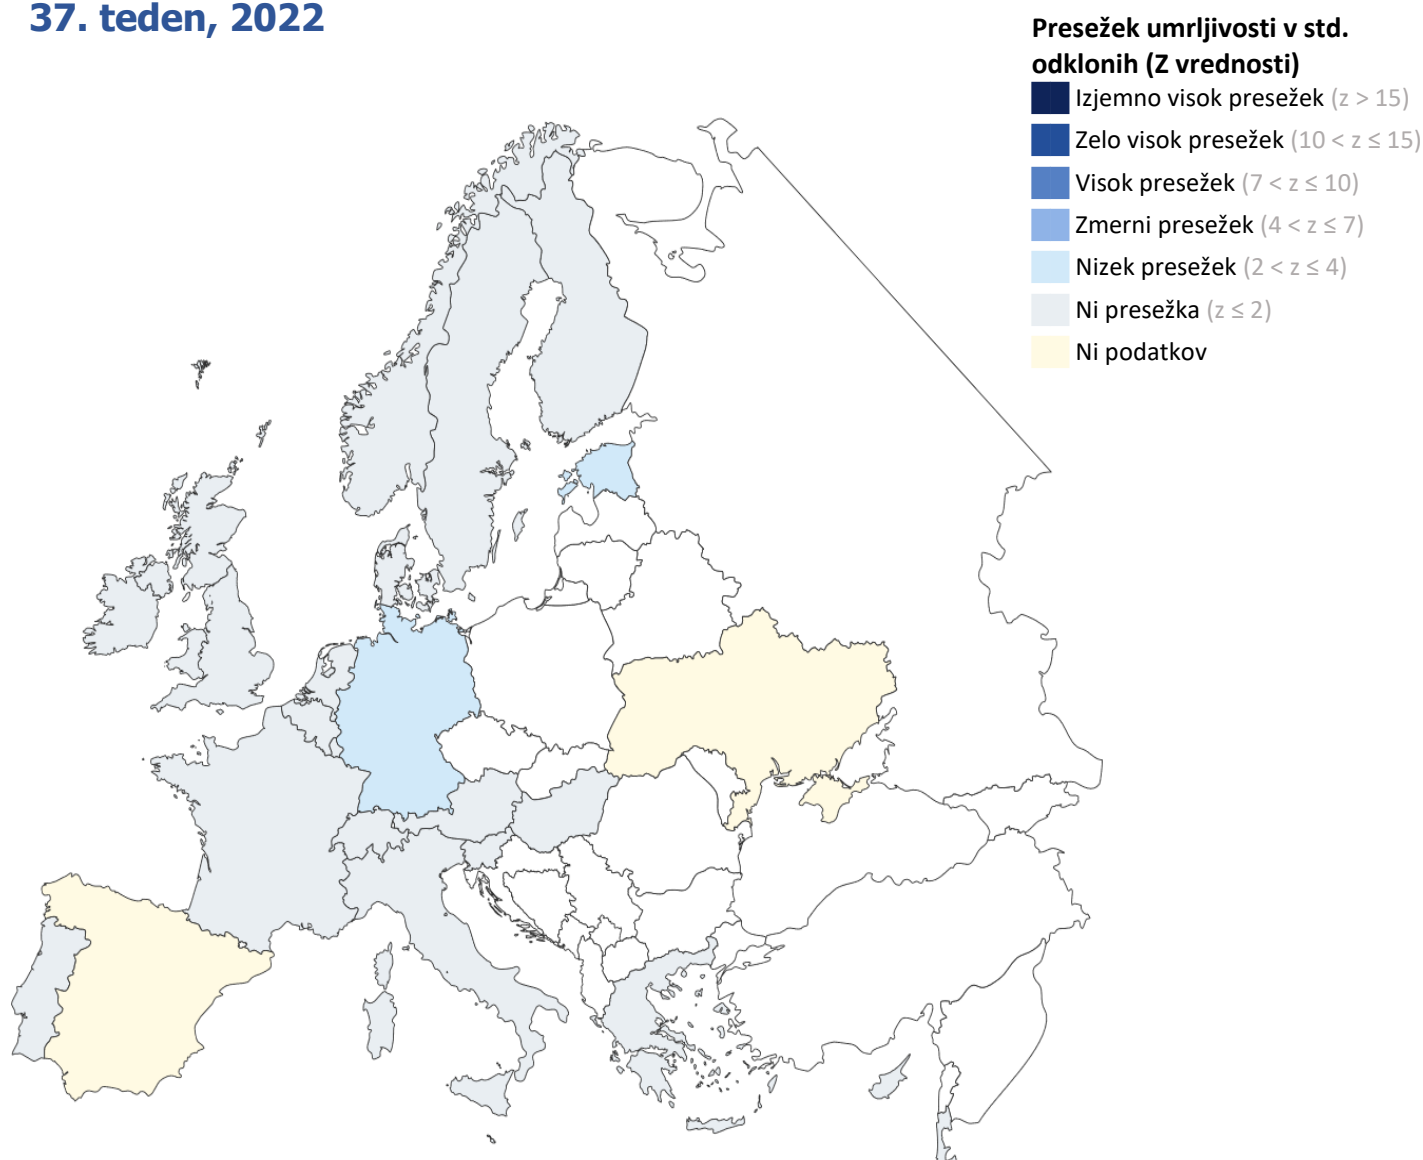 37. teden, 2022
Presežek umrljivosti v std.
odklonih (Z vrednosti)
Izjemno visok presežek (z > 15)
Zelo visok presežek (10 < z ≤ 15)
Visok presežek (7 < z ≤ 10)
Zmerni presežek (4 < z ≤ 7)
Nizek presežek (2 < z ≤ 4)
Ni presežka (z ≤ 2)
Ni podatkov